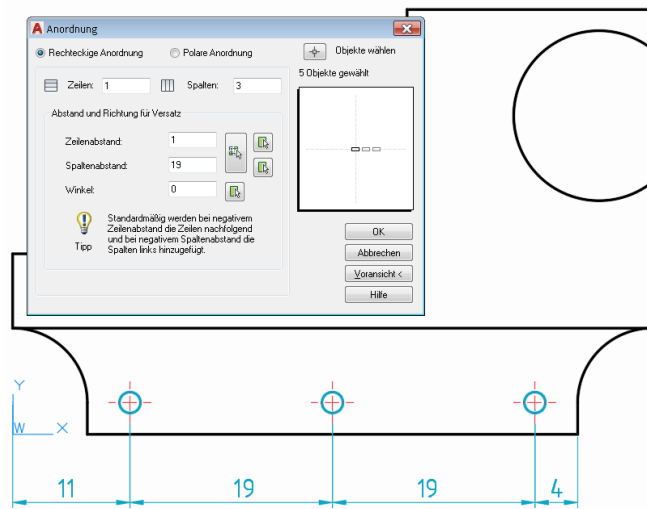 Anordnung
Rechteckige Anordnung
Polare Anordnung
Objekte wählen
5 Objekte gewählt
Zeilen: 1
Spalten: 3
Abstand und Richtung für Versatz
Zeilenabstand: 1
Spaltenabstand: 19
Winkel: 0
Tipp
Standardmäßig werden bei negativem
Zeilenabstand die Zeilen nachfolgend
und bei negativem Spaltenabstand die
Spalten links hinzugefügt.
OK
Abbrechen
Voransicht <
Hilfe
Y
W X
11 19 19 4